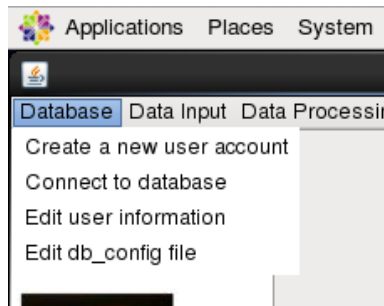 Applications Places System
Database Data Input Data Processi
Create a new user account
Connect to database
Edit user information
Edit db_config file